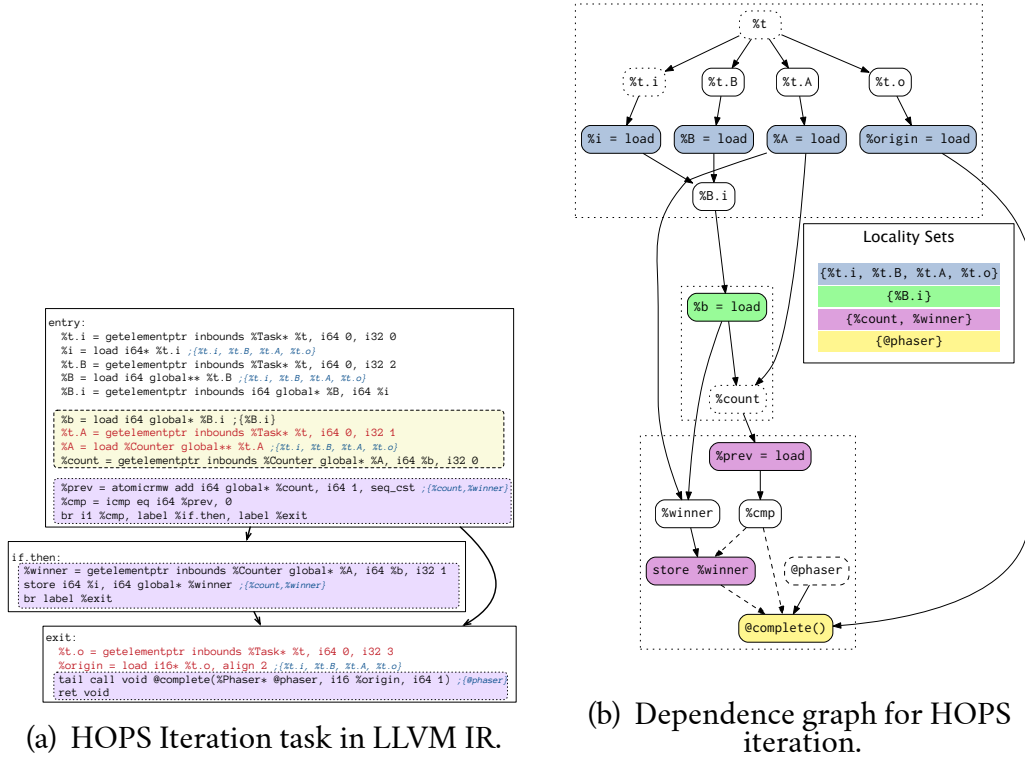 entry:
%t.i = getelementptr inbounds %Task* %t, i64 0, i32 0
%i = load i64* %t.i ;{%t.i, %t.B, %t.A, %t.o}
%t.B = getelementptr inbounds %Task* %t, i64 0, i32 2
%B = load i64 global** %t.B ;{%t.i, %t.B, %t.A, %t.o}
%B.i = getelementptr inbounds i64 global* %B, i64 %i
%b = load i64 global* %B.i ;{%B.i}
%t.A = getelementptr inbounds %Task* %t, i64 0, i32 1
%A = load %Counter global** %t.A ;{%t.i, %t.B, %t.A, %t.o}
%count = getelementptr inbounds %Counter global* %A, i64 %b, i32 0
%prev = atomicrmw add i64 global* %count, i64 1, seq_cst ;{%count,%winner}
%cmp = icmp eq i64 %prev, 0
br i1 %cmp, label %if.then, label %exit
if.then:
%winner = getelementptr inbounds %Counter global* %A, i64 %b, i32 1
store i64 %i, i64 global* %winner ;{%count,%winner}
br label %exit
exit:
%t.o = getelementptr inbounds %Task* %t, i64 0, i32 3
%origin = load i16* %t.o, align 2 ;{%t.i, %t.B, %t.A, %t.o}
tail call void @complete(%Phaser* @phaser, i16 %origin, i64 1) ;{@phaser}
ret void
(a) HOPS Iteration task in LLVM IR.
%t
%t.i %t.B %t.A %t.o
%i = load %B = load %A = load %origin = load
%B.i
Locality Sets
{%t.i, %t.B, %t.A, %t.o}
{%B.i}
{%count, %winner}
{@phaser}
%b = load
%count
%prev = load
%winner %cmp
store %winner @phaser
@complete()
(b) Dependence graph for HOPS
iteration.